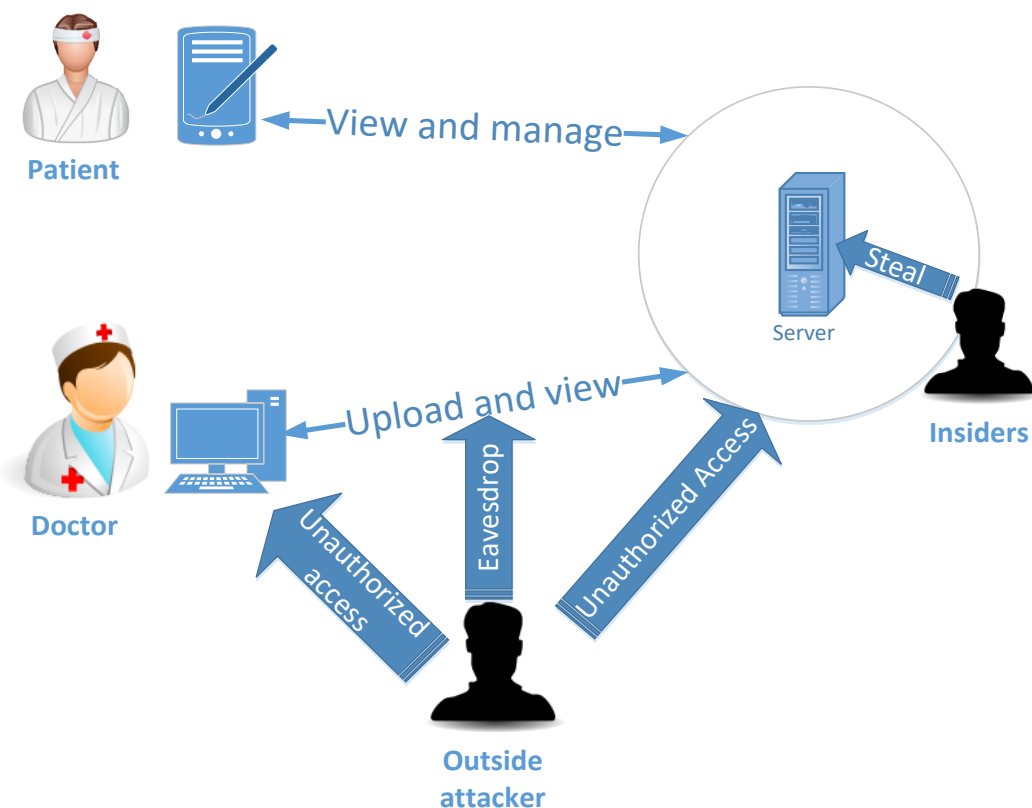 View and manage
Patient
Steal
Server
Upload and view
Insiders
Eavesdrop
Unauthorized Access
Doctor
Unauthorized
access
Outside
attacker